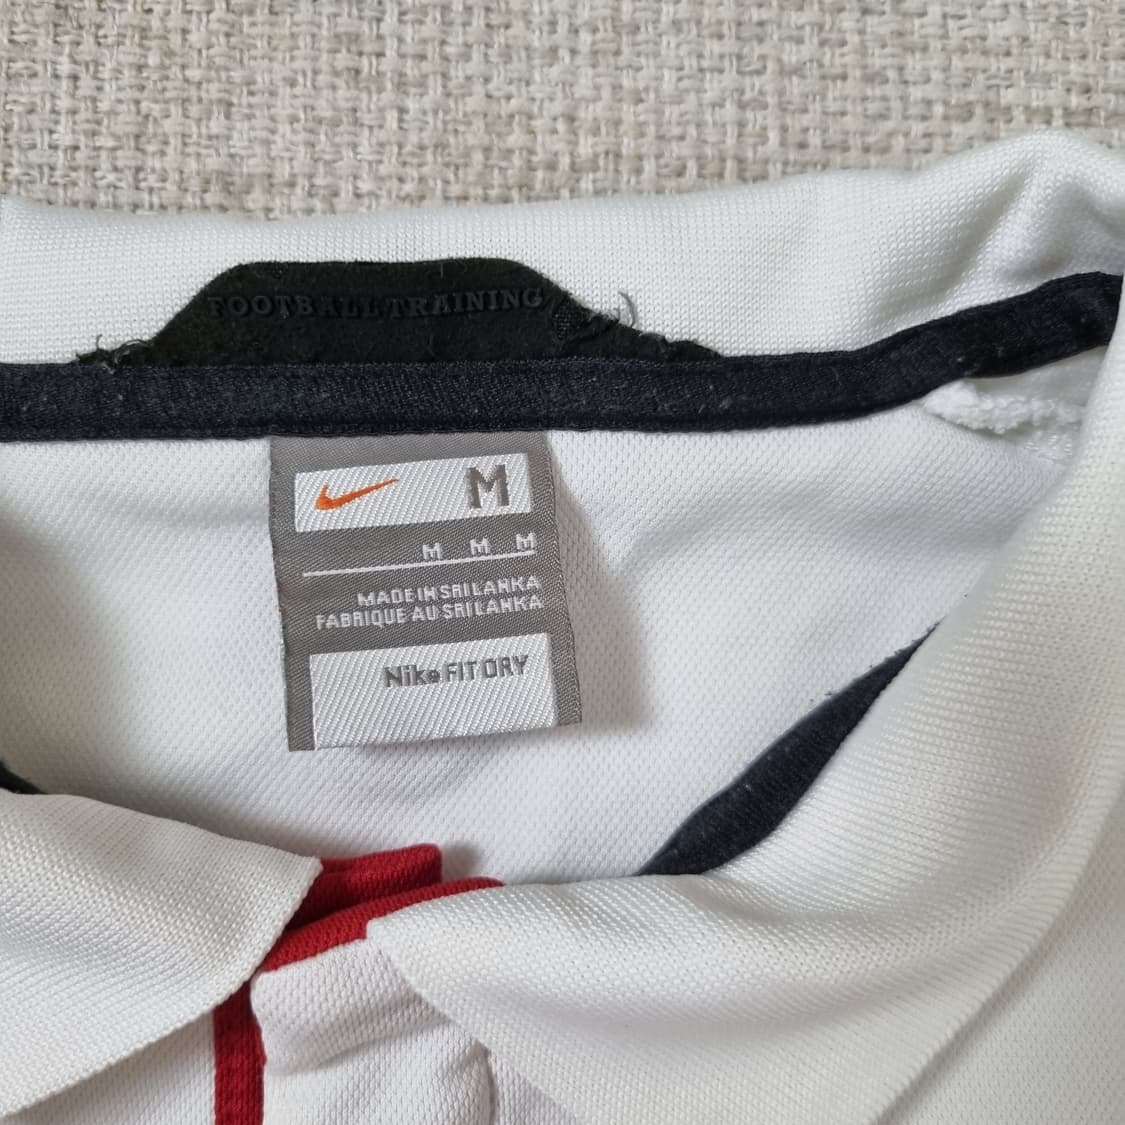 FOOTBALL TRAINING
M
M M M
MADE IN SRI LANKA
FABRIQUE AU SRI LANKA
Nike FIT DRY